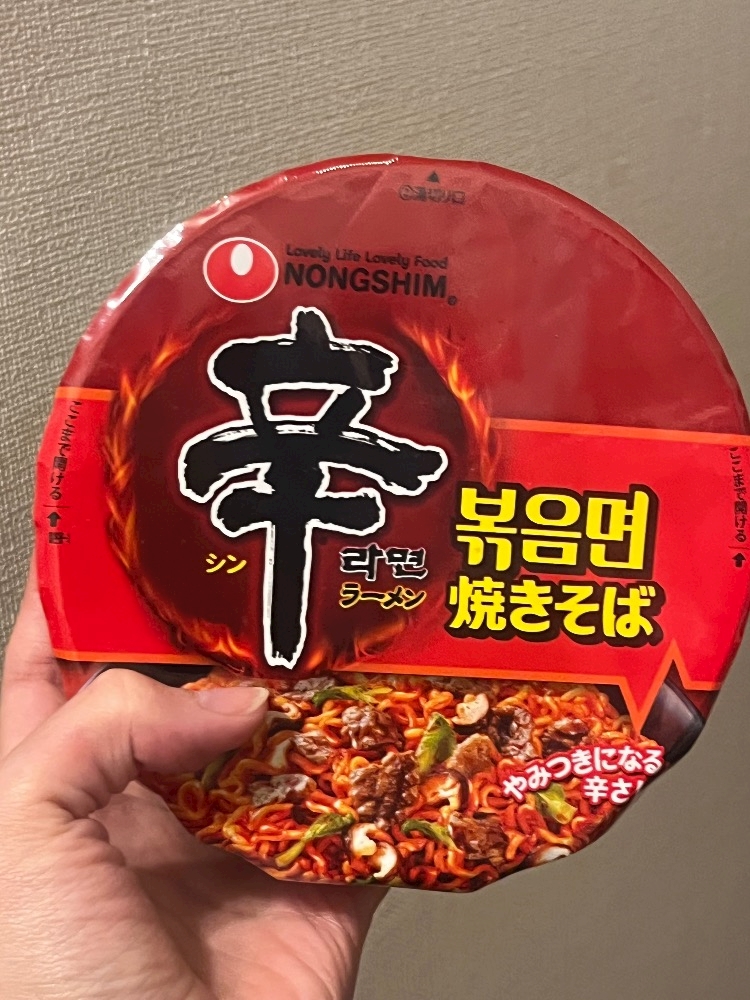 ②湯切り口
Lovely Life Lovely Food
NONGSHIM®
辛
シン
라면
ラーメン
볶음면
焼きそば
ここまで開ける
ここまで開ける
やみつきになる
辛さ!